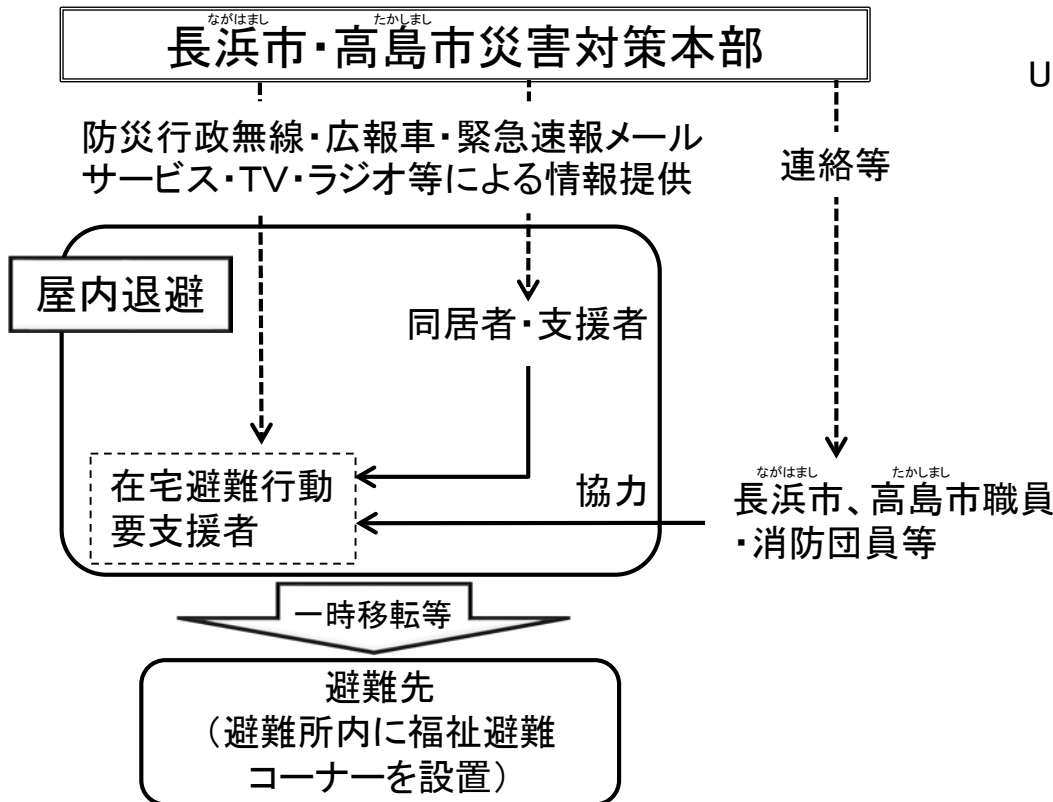 ながはまし たかしまし
長浜市・高島市災害対策本部
U
防災行政無線・広報車・緊急速報メール
サービス・TV・ラジオ等による情報提供
連絡等
屋内退避
同居者・支援者
在宅避難行動
要支援者
協力
ながはまし たかしまし
長浜市、高島市職員
・消防団員等
一時移転等
避難先
（避難所内に福祉避難
コーナーを設置）